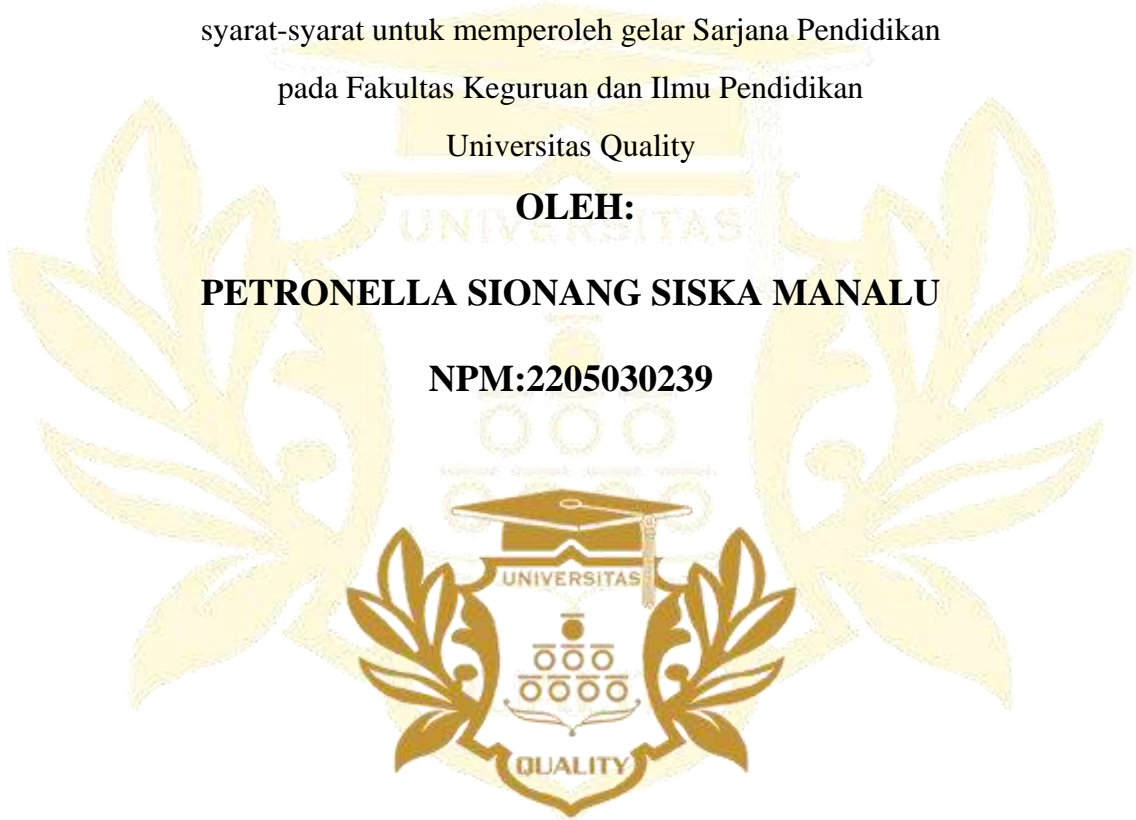 syarat-syarat untuk memperoleh gelar Sarjana Pendidikan
pada Fakultas Keguruan dan Ilmu Pendidikan
Universitas Quality
OLEH:
UNIVERSITAS
PETRONELLA SIONANG SISKA MANALU
NPM:2205030239
UNIVERSITAS
QUALITY